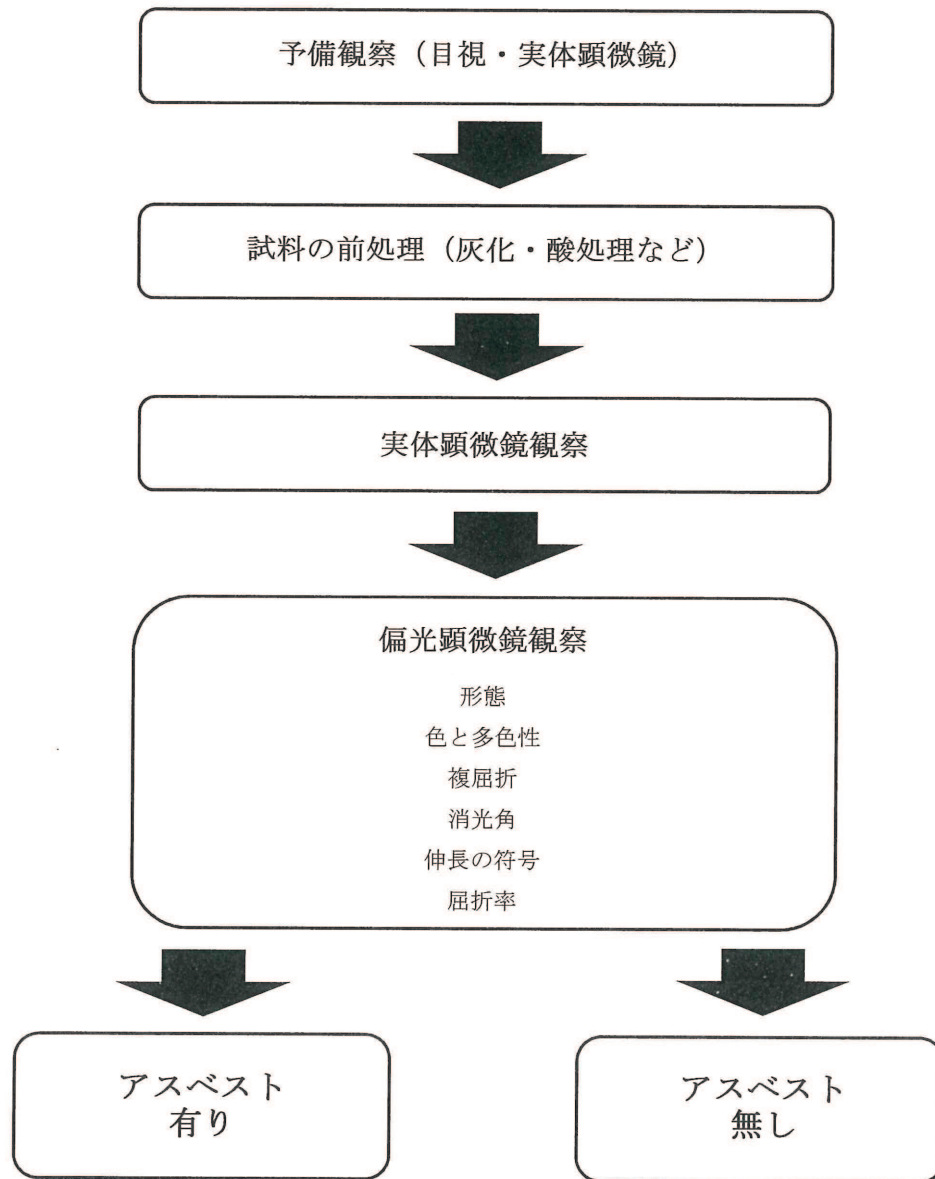 予備観察（目視・実体顕微鏡）
試料の前処理（灰化・酸処理など）
実体顕微鏡観察
偏光顕微鏡観察
形態
色と多色性
複屈折
消光角
伸長の符号
屈折率
アスベスト
有り
アスベスト
無し